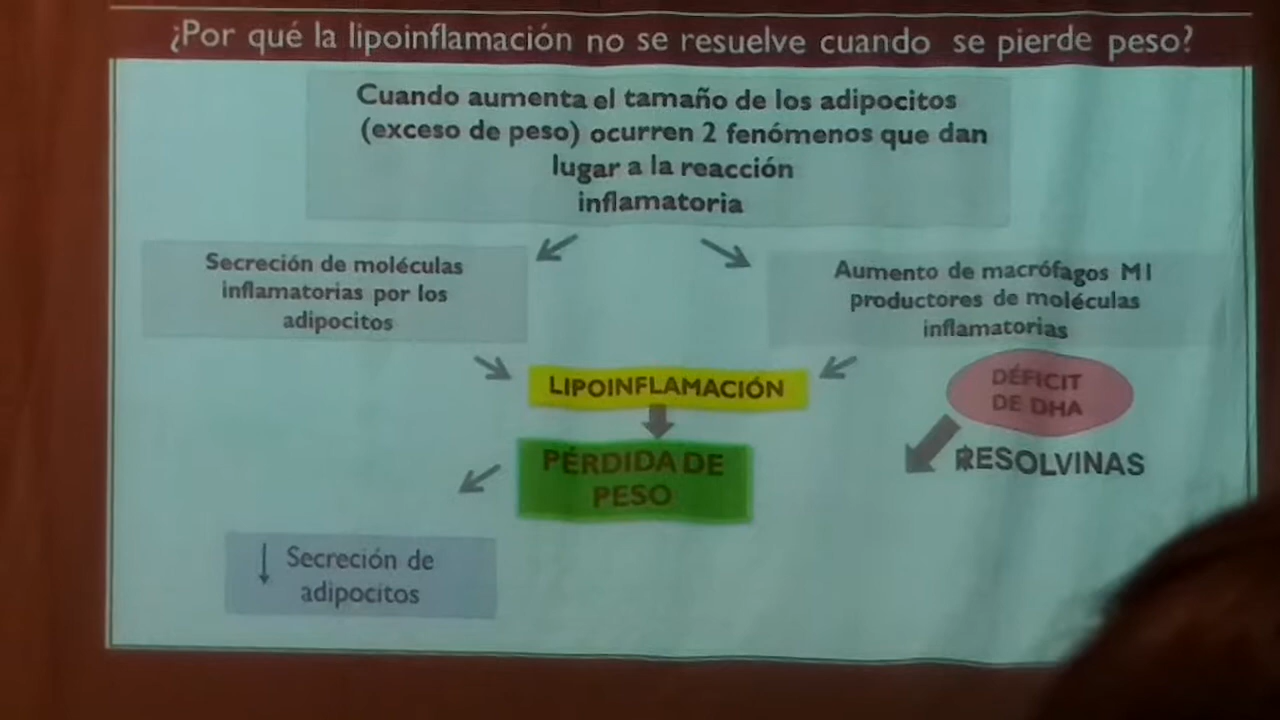 ¿Por qué la lipoinflamación no se resuelve cuando se pierde peso?
Cuando aumenta el tamaño de los adipocitos
(exceso de peso) ocurren 2 fenómenos que dan
lugar a la reacción
inflamatoria
Secreción de moléculas
inflamatorias por los
adipocitos
Aumento de macrófagos M1
productores de moléculas
inflamatorias
LIPOINFLAMACIÓN
DÉFICIT
DE DHA
RESOLVINAS
PÉRDIDA DE
PESO
↓ Secreción de
adipocitos